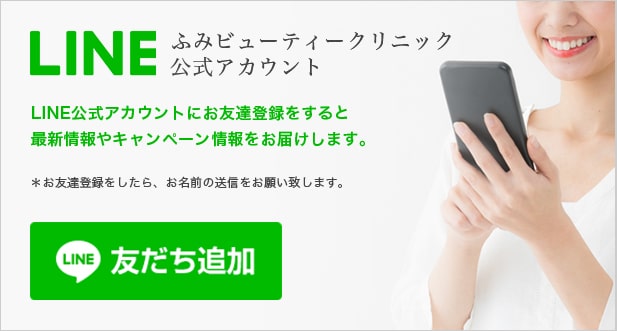 LINE ふみビューティークリニック
公式アカウント
LINE公式アカウントにお友達登録をすると
最新情報やキャンペーン情報をお届けします。
＊お友達登録をしたら、お名前の送信をお願い致します。
LINE 友だち追加